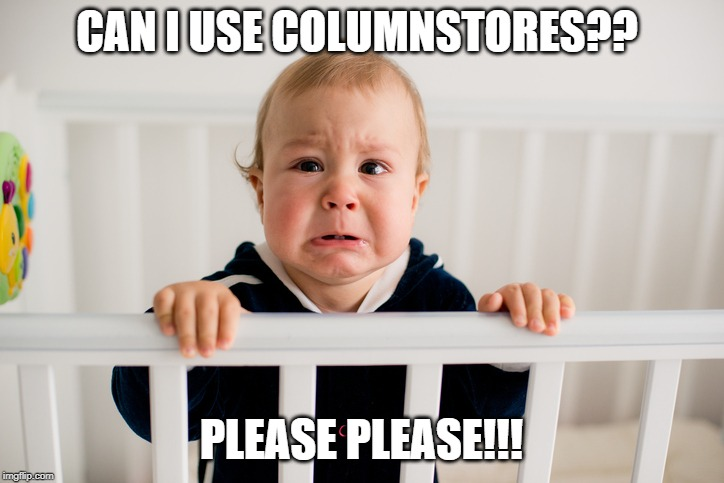 CAN I USE COLUMNSTORES??
PLEASE PLEASE!!!
imgflip.com